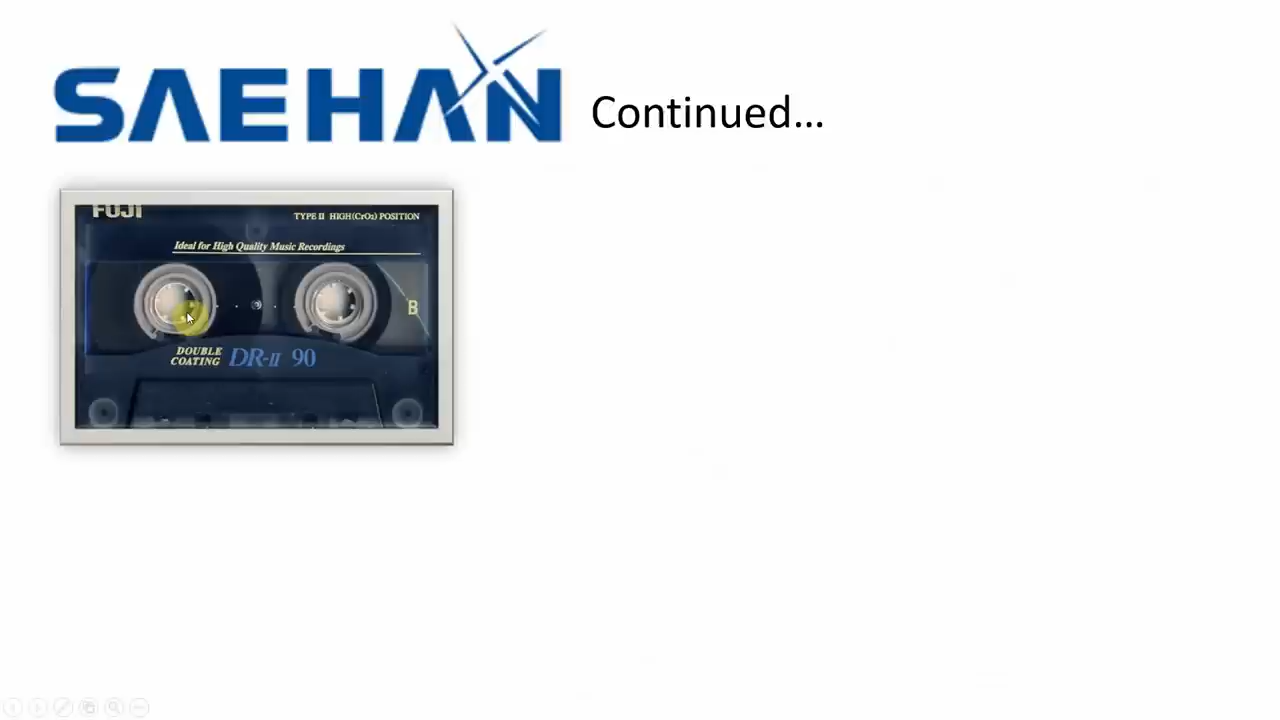 SAEHAN Continued...
FUJI
TYPE II HIGH(CrO2) POSITION
Ideal for High Quality Music Recordings
B
DOUBLE COATING DR-II 90